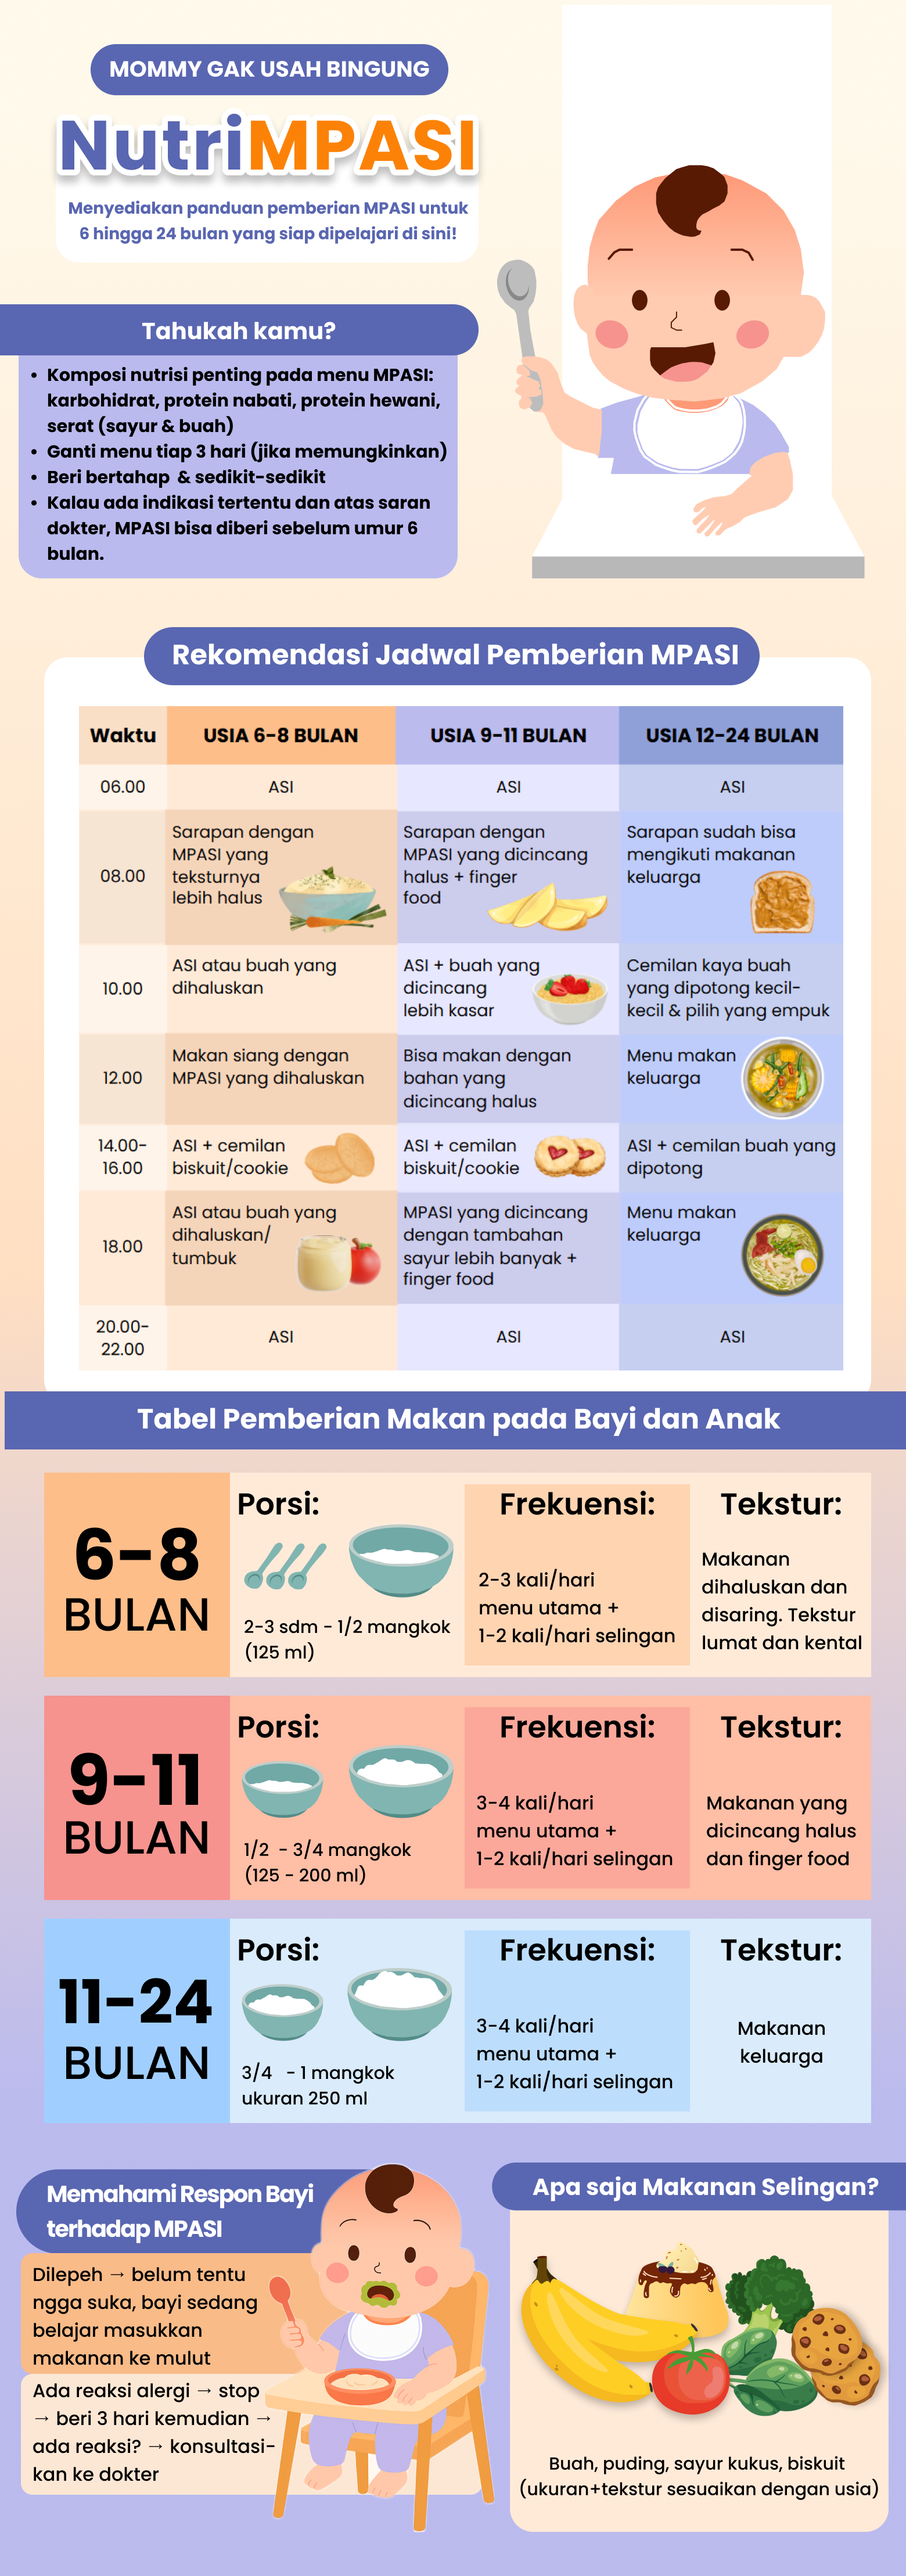 MOMMY GAK USAH BINGUNG
NutriMPASI
Menyediakan panduan pemberian MPASI untuk
6 hingga 24 bulan yang siap dipelajari di sini!
Tahukah kamu?
• Komposi nutrisi penting pada menu MPASI:
karbohidrat, protein nabati, protein hewani,
serat (sayur & buah)
• Ganti menu tiap 3 hari (jika memungkinkan)
• Beri bertahap & sedikit-sedikit
• Kalau ada indikasi tertentu dan atas saran
dokter, MPASI bisa diberi sebelum umur 6
bulan.
Rekomendasi Jadwal Pemberian MPASI
Waktu
USIA 6-8 BULAN
USIA 9-11 BULAN
USIA 12-24 BULAN
06.00
ASI
ASI
ASI
08.00
Sarapan dengan
MPASI yang
teksturnya
lebih halus
Sarapan dengan
MPASI yang dicincang
halus + finger
food
Sarapan sudah bisa
mengikuti makanan
keluarga
10.00
ASI atau buah yang
dihaluskan
ASI + buah yang
dicincang
lebih kasar
Cemilan kaya buah
yang dipotong kecil-
kecil & pilih yang empuk
12.00
Makan siang dengan
MPASI yang dihaluskan
Bisa makan dengan
bahan yang
dicincang halus
Menu makan
keluarga
14.00-
16.00
ASI + cemilan
biskuit/cookie
ASI + cemilan
biskuit/cookie
ASI + cemilan buah yang
dipotong
18.00
ASI atau buah yang
dihaluskan/
tumbuk
MPASI yang dicincang
dengan tambahan
sayur lebih banyak +
finger food
Menu makan
keluarga
20.00-
22.00
ASI
ASI
ASI
Tabel Pemberian Makan pada Bayi dan Anak
6-8
BULAN
Porsi:
2-3 sdm - 1/2 mangkok
(125 ml)
Frekuensi:
2-3 kali/hari
menu utama +
1-2 kali/hari selingan
Tekstur:
Makanan
dihaluskan dan
disaring. Tekstur
lumat dan kental
9-11
BULAN
Porsi:
1/2 - 3/4 mangkok
(125 - 200 ml)
Frekuensi:
3-4 kali/hari
menu utama +
1-2 kali/hari selingan
Tekstur:
Makanan yang
dicincang halus
dan finger food
11-24
BULAN
Porsi:
3/4 - 1 mangkok
ukuran 250 ml
Frekuensi:
3-4 kali/hari
menu utama +
1-2 kali/hari selingan
Tekstur:
Makanan
keluarga
Memahami Respon Bayi
terhadap MPASI
Dilepeh → belum tentu
ngga suka, bayi sedang
belajar masukkan
makanan ke mulut
Ada reaksi alergi → stop
→ beri 3 hari kemudian →
ada reaksi? → konsultasi-
kan ke dokter
Apa saja Makanan Selingan?
Buah, puding, sayur kukus, biskuit
(ukuran+tekstur sesuaikan dengan usia)